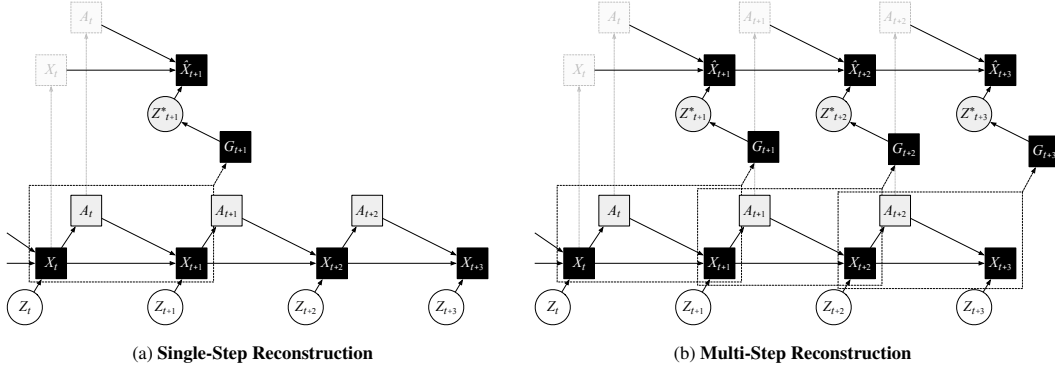 A_t A_t A_{t+1} A_{t+2}
X_t X̂_{t+1} X_t X̂_{t+1} X̂_{t+2} X̂_{t+3}
Z*_{t+1} Z*_{t+1} Z*_{t+2} Z*_{t+3}
G_{t+1} G_{t+1} G_{t+2} G_{t+3}
A_t A_{t+1} A_{t+2} A_t A_{t+1} A_{t+2}
X_t X_{t+1} X_{t+2} X_{t+3} X_t X_{t+1} X_{t+2} X_{t+3}
Z_t Z_{t+1} Z_{t+2} Z_{t+3} Z_t Z_{t+1} Z_{t+2} Z_{t+3}
(a) Single-Step Reconstruction (b) Multi-Step Reconstruction